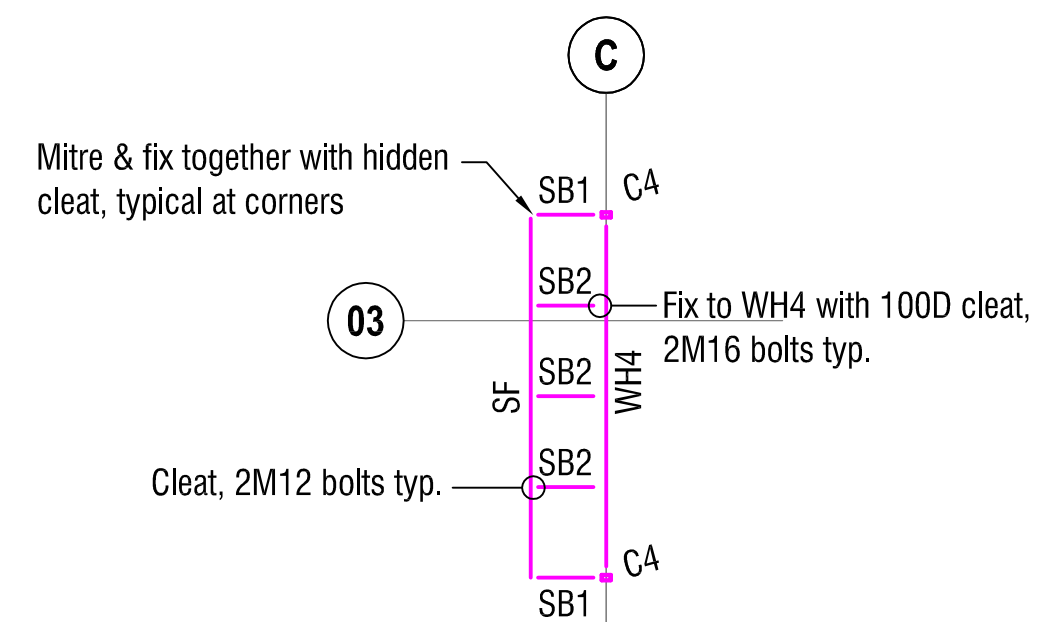 C
Mitre & fix together with hidden
cleat, typical at corners
SB1
C4
SB2
Fix to WH4 with 100D cleat,
2M16 bolts typ.
03
SB2
SF
WH4
SB2
Cleat, 2M12 bolts typ.
C4
SB1